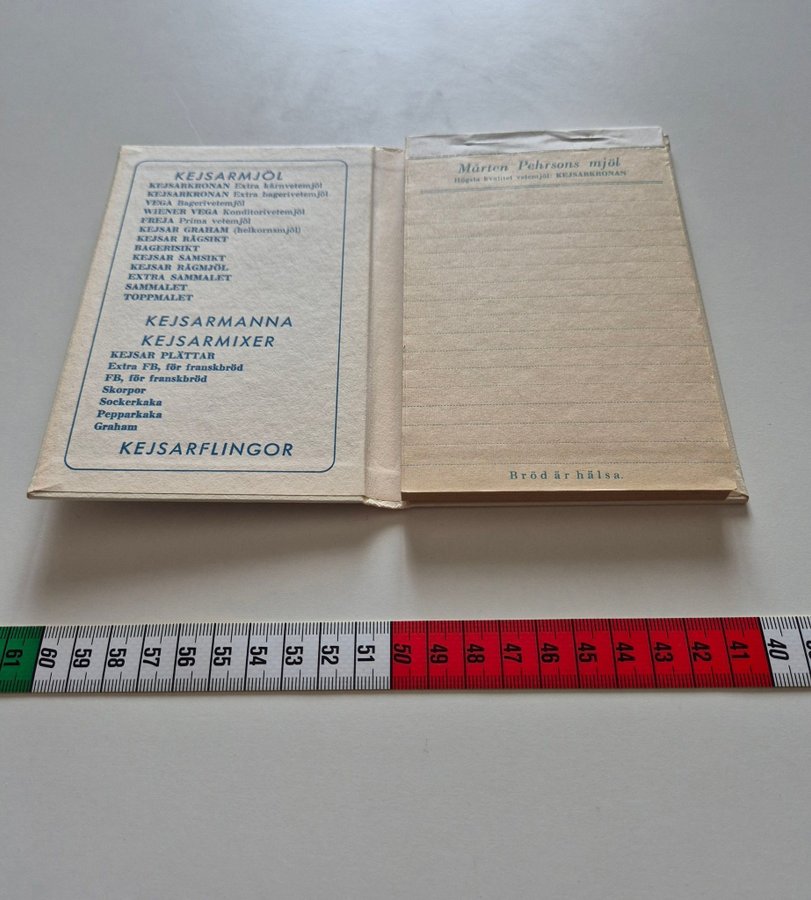 KEJSARMJÖL
KEJSARKRONAN Extra kärnvetemjöl
KEJSARKRONAN Extra bagerivetemjöl
VEGA Bagerivetemjöl
WIENER VEGA Konditorivetemjöl
FREJA Prima vetemjöl
KEJSAR GRAHAM (helkornsmjöl)
KEJSAR RÅGSIKT
BAGERISIKT
KEJSAR SAMSIKT
KEJSAR RÅGMJÖL
EXTRA SAMMALET
SAMMALET
TOPPMALET
KEJSARMANNA
KEJSARMIXER
KEJSAR PLÄTTAR
Extra FB, för franskbröd
FB, för franskbröd
Skorpor
Sockerkaka
Pepparkaka
Graham
KEJSARFLINGOR
Mårten Pehrsons mjöl
Högsta kvalitet vetemjöl: KEJSARKRONAN
Bröd är hälsa.
61 60 59 58 57 56 55 54 53 52 51 50 49 48 47 46 45 44 43 42 41 40